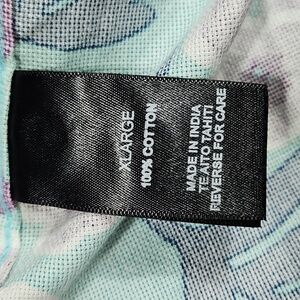 XLARGE
100% COTTON
MADE IN INDIA
TE AITO TAHITI
REVERSE FOR CARE